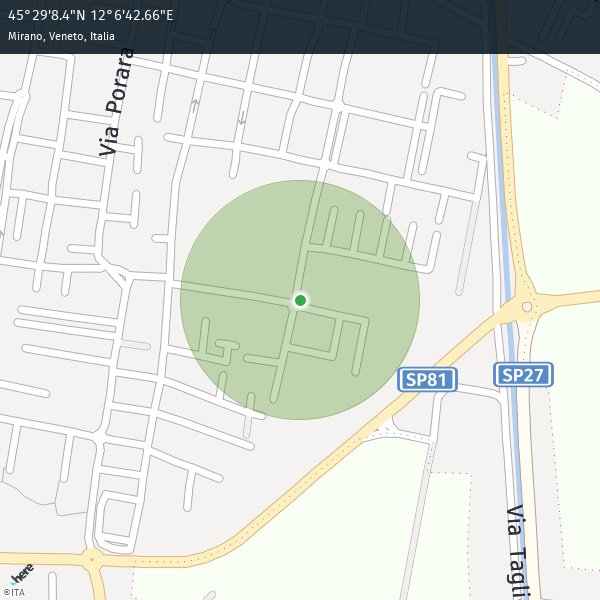 45°29'8.4"N 12°6'42.66"E
Mirano, Veneto, Italia
Via Porara
SP81
SP27
Via Tagli
here
©ITA